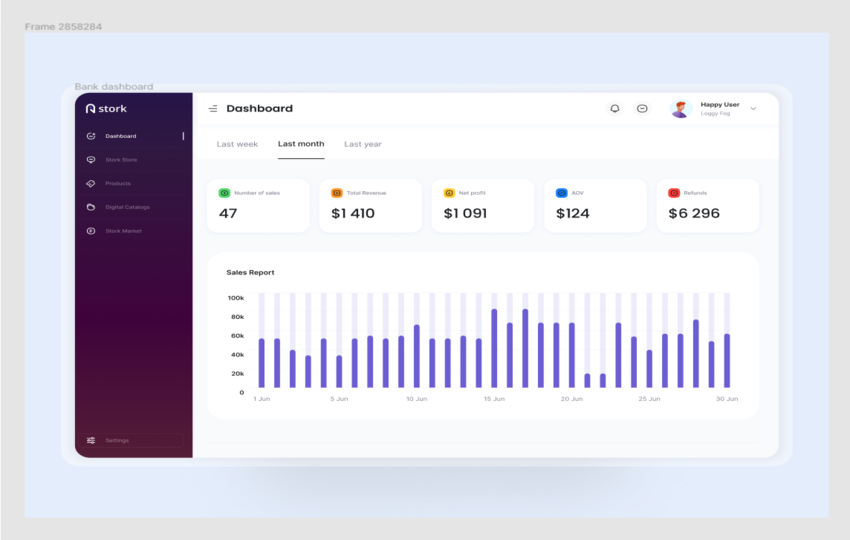 Frame 2858284
Bank dashboard
stork
Dashboard
Happy User
Loggy Fog
Dashboard
Stork Store
Products
Digital Catalogs
Stork Market
Settings
Last week
Last month
Last year
Number of sales
47
Total Revenue
$1 410
Net profit
$1 091
AOV
$124
Refunds
$6 296
Sales Report
100k
80k
60k
40k
20k
0
1 Jun
5 Jun
10 Jun
15 Jun
20 Jun
25 Jun
30 Jun